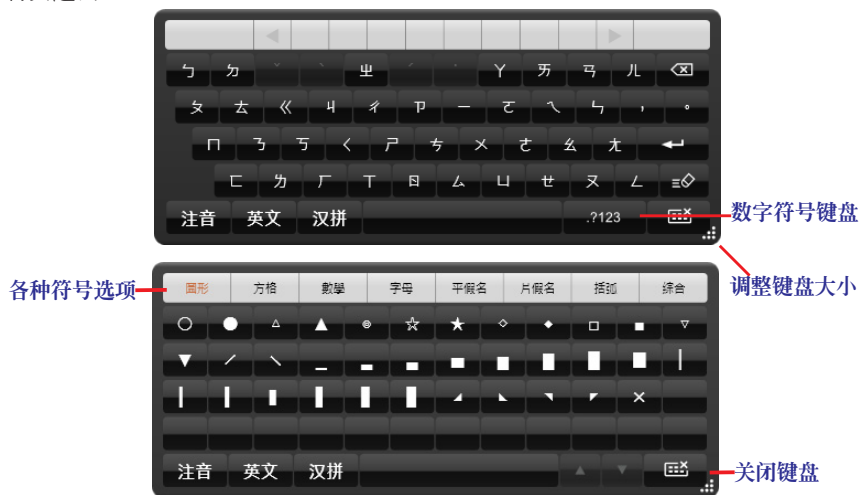 ㄅ ㄉ ˇ ˋ ㄓ ˊ ˙ ㄚ ㄞ ㄢ ㄦ
ㄆ ㄊ ㄍ ㄐ ㄔ ㄗ ㄧ ㄛ ㄟ ㄣ , 。
ㄇ ㄋ ㄎ ㄑ ㄕ ㄘ ㄨ ㄜ ㄠ ㄤ
ㄈ ㄌ ㄏ ㄒ ㄖ ㄙ ㄩ ㄝ ㄡ ㄥ
注音 英文 汉拼 .?123
数字符号键盘
调整键盘大小
各种符号选项
圖形 方格 數學 字母 平假名 片假名 括弧 綜合
○ ● △ ▲ ◎ ☆ ★ ◇ ◆ □ ■ ▽
▼ ╱ ╲ ▁ ▂ ▃ ▄ ▅ ▆ ▇ █ ▏
▎ ▍ ▌ ▋ ▊ ▉ ◢ ◣ ◥ ◤ ╳
注音 英文 汉拼
关闭键盘